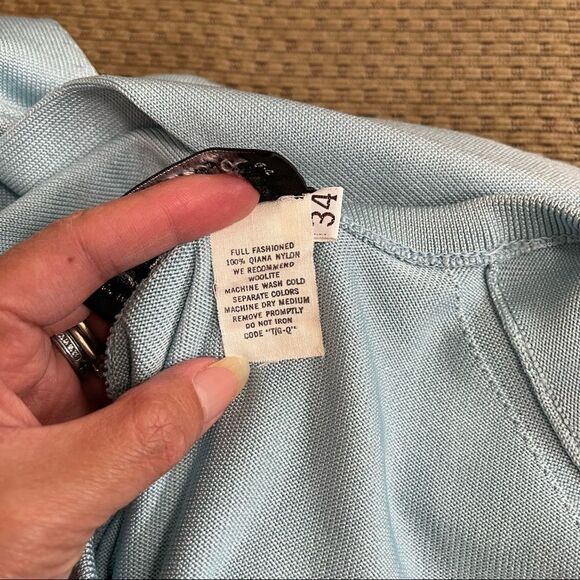 FULL FASHIONED
100% QIANA NYLON
WE RECOMMEND
WOOLITE
MACHINE WASH COLD
SEPARATE COLORS
MACHINE DRY MEDIUM
REMOVE PROMPTLY
DO NOT IRON
CODE "T/G-Q"
34